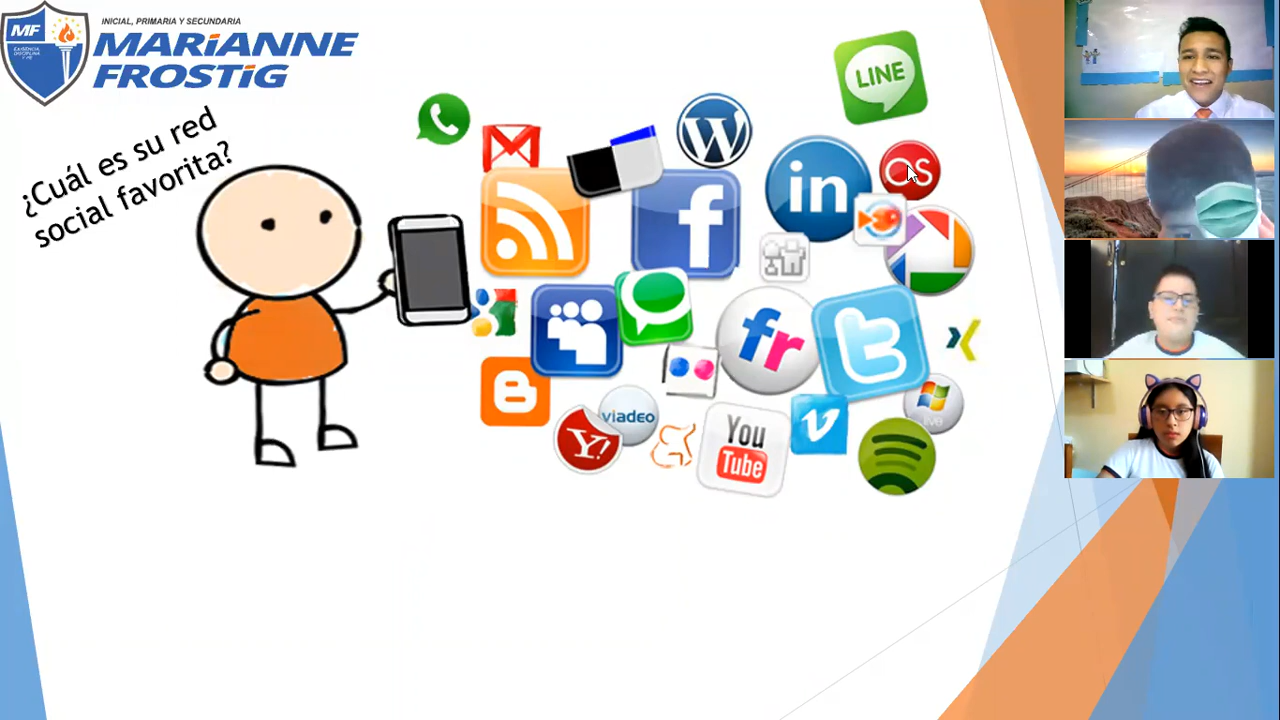 MF
INICIAL, PRIMARIA Y SECUNDARIA
MARIANNE
FROSTIG
¿Cuál es su red
social favorita?
LINE
in
f
fr
t
viadeo
Y!
You
Tube
V
B